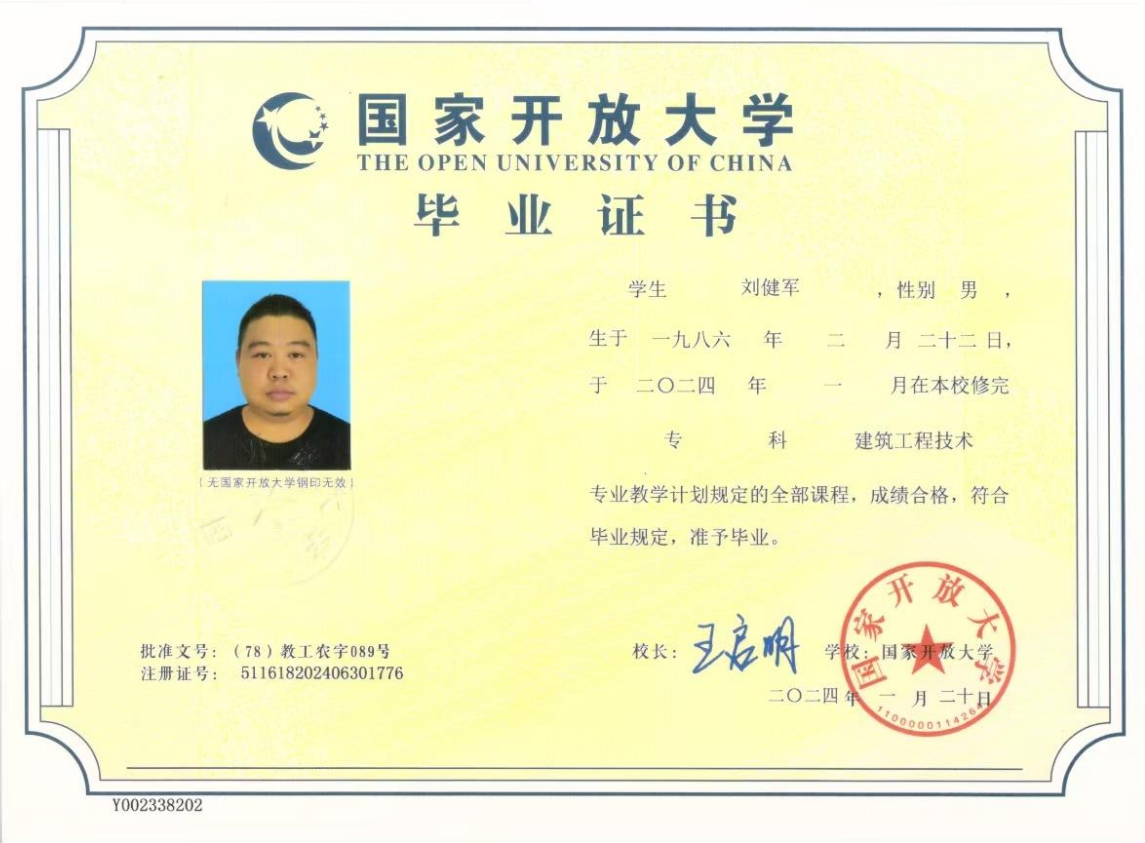 国家开放大学
THE OPEN UNIVERSITY OF CHINA
毕业证书
学生 刘健军 ，性别 男 ，
生于 一九八六 年 二 月 二十二 日，
于 二〇二四 年 一 月在本校修完
专 科 建筑工程技术
专业教学计划规定的全部课程，成绩合格，符合
毕业规定，准予毕业。
（无国家开放大学钢印无效）
批准文号：（78）教工农字089号
注册证号： 511618202406301776
校长：王启明 学校：国家开放大学
二〇二四年 一 月 二十日
国家开放大学
Y002338202